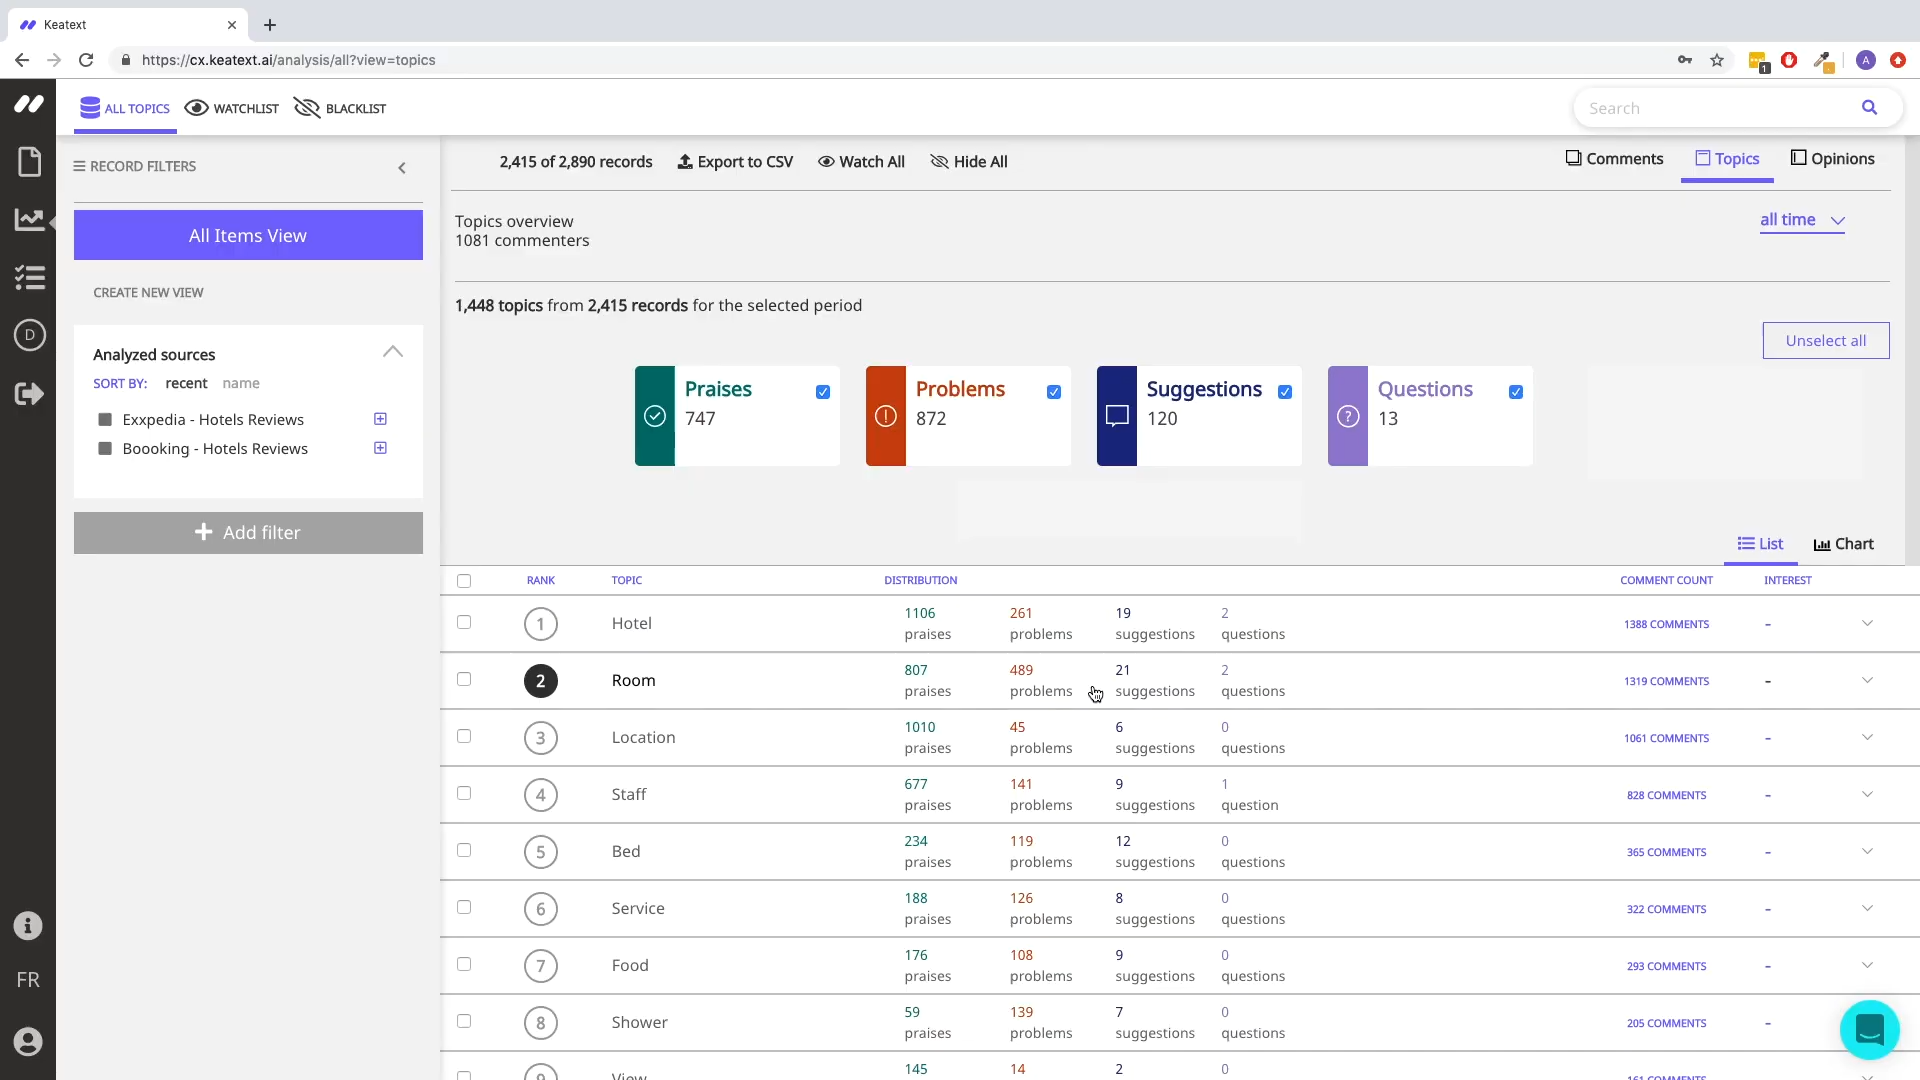 Keatext
https://cx.keatext.ai/analysis/all?view=topics
1
A
ALL TOPICS WATCHLIST BLACKLIST
Search
RECORD FILTERS
2,415 of 2,890 records Export to CSV Watch All Hide All
Comments Topics Opinions
All Items View
Topics overview
1081 commenters
all time
CREATE NEW VIEW
1,448 topics from 2,415 records for the selected period
Unselect all
Analyzed sources
SORT BY: recent name
Exxpedia - Hotels Reviews
Boooking - Hotels Reviews
Add filter
D
Praises
747
Problems
872
Suggestions
120
Questions
13
List Chart
RANK TOPIC DISTRIBUTION COMMENT COUNT INTEREST
1 Hotel 1106 praises 261 problems 19 suggestions 2 questions 1388 COMMENTS -
2 Room 807 praises 489 problems 21 suggestions 2 questions 1319 COMMENTS -
3 Location 1010 praises 45 problems 6 suggestions 0 questions 1061 COMMENTS -
4 Staff 677 praises 141 problems 9 suggestions 1 question 828 COMMENTS -
5 Bed 234 praises 119 problems 12 suggestions 0 questions 365 COMMENTS -
6 Service 188 praises 126 problems 8 suggestions 0 questions 322 COMMENTS -
7 Food 176 praises 108 problems 9 suggestions 0 questions 293 COMMENTS -
8 Shower 59 praises 139 problems 7 suggestions 0 questions 205 COMMENTS -
9 View 145 14 2 0 161 COMMENTS
FR